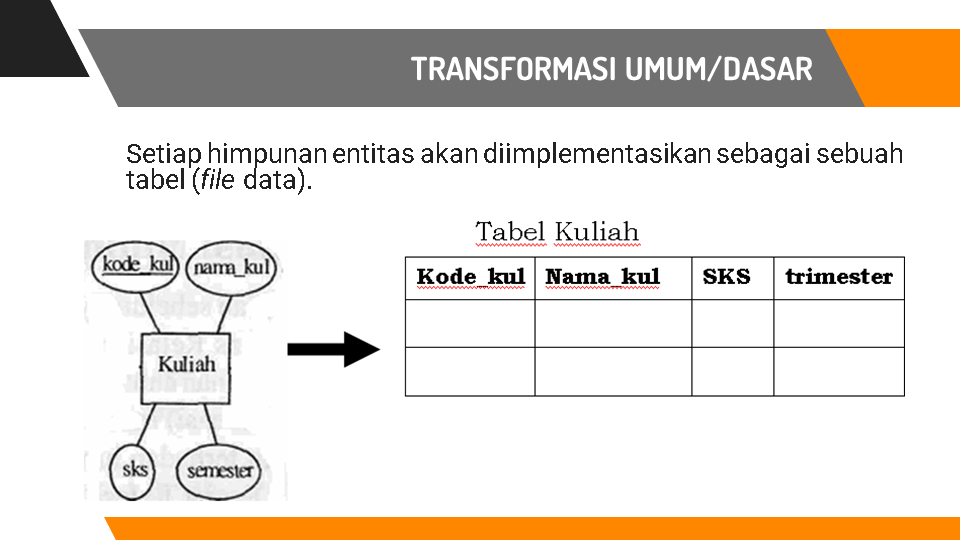 TRANSFORMASI UMUM/DASAR
Setiap himpunan entitas akan diimplementasikan sebagai sebuah
tabel (file data).
kode_kul nama_kul
Kuliah
sks semester
Tabel Kuliah
Kode_kul Nama_kul SKS trimester